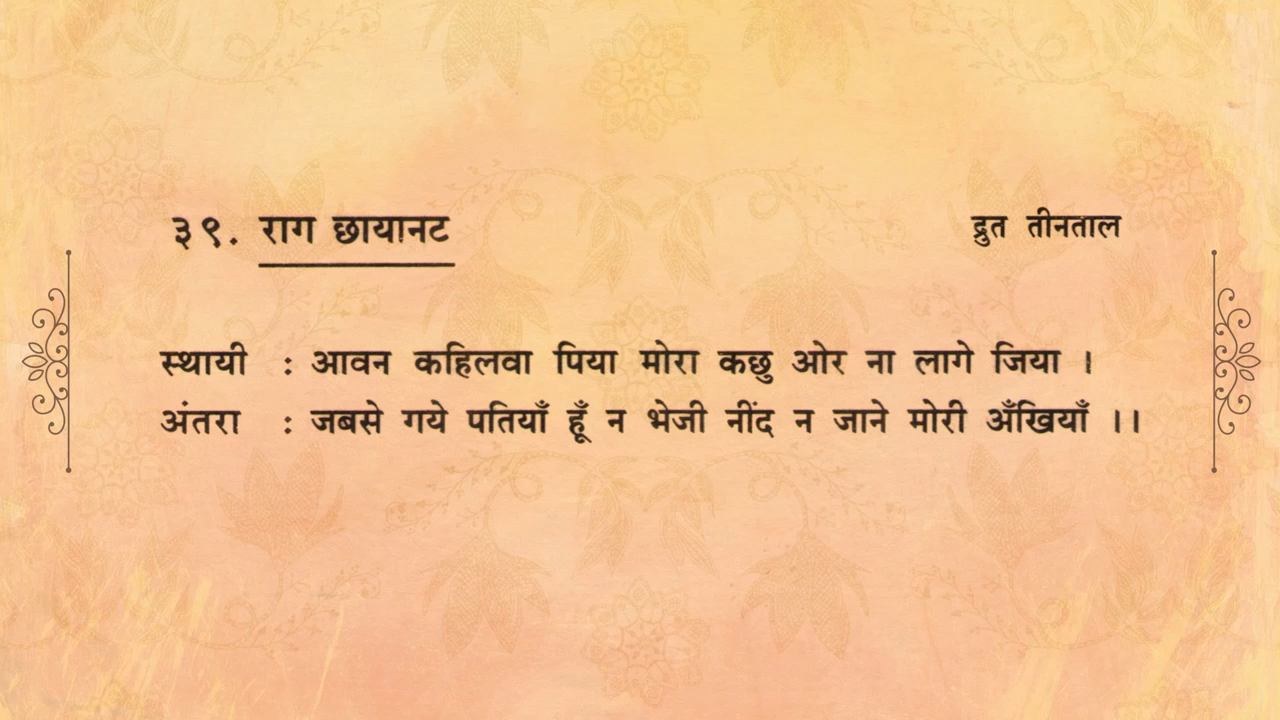 ३९. राग छायानट द्रुत तीनताल
स्थायी : आवन कहिलवा पिया मोरा कछु ओर ना लागे जिया ।
अंतरा : जबसे गये पतियाँ हूँ न भेजी नींद न जाने मोरी अँखियाँ ।।